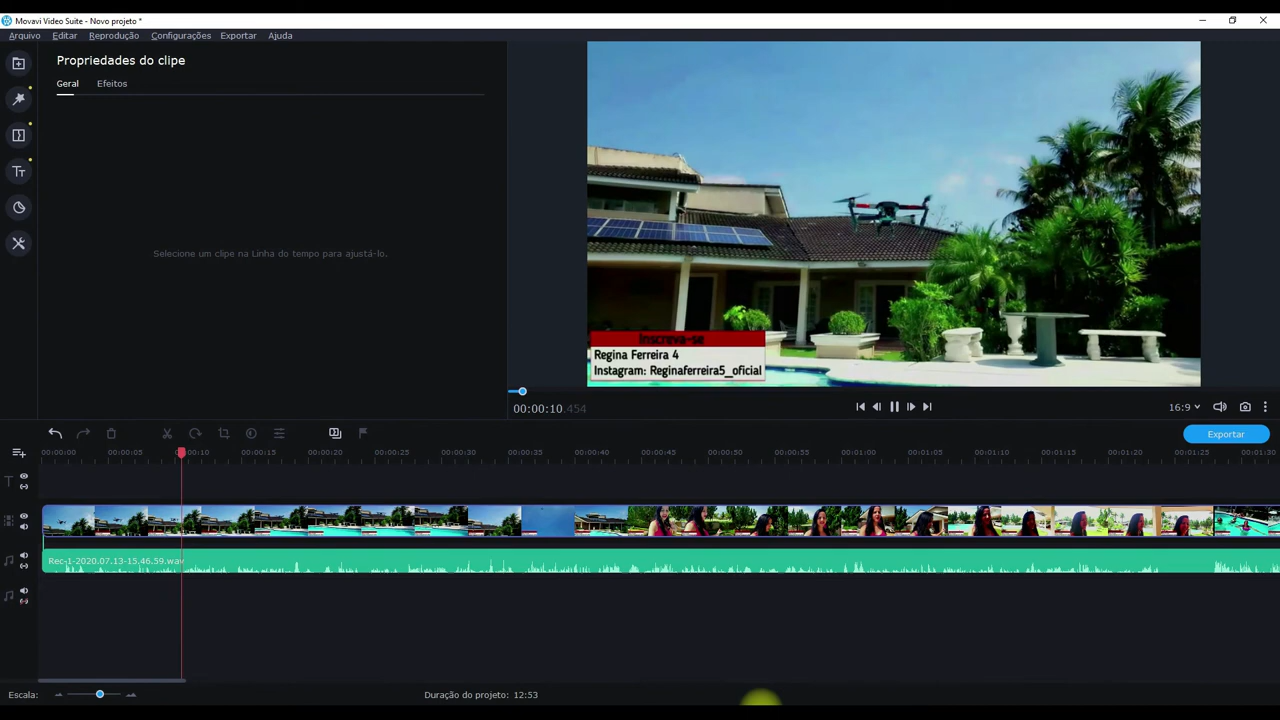 Movavi Video Suite - Novo projeto *
Arquivo Editar Reprodução Configurações Exportar Ajuda
Propriedades do clipe
Geral Efeitos
Selecione um clipe na Linha do tempo para ajustá-lo.
Inscreva-se
Regina Ferreira 4
Instagram: Reginaferreira5_oficial
00:00:10.454
16:9
Exportar
00:00:00 00:00:05 00:00:10 00:00:15 00:00:20 00:00:25 00:00:30 00:00:35 00:00:40 00:00:45 00:00:50 00:00:55 00:01:00 00:01:05 00:01:10 00:01:15 00:01:20 00:01:25 00:01:30
Rec-1-2020.07.13-15.46.59.wav
Escala:
Duração do projeto: 12:53